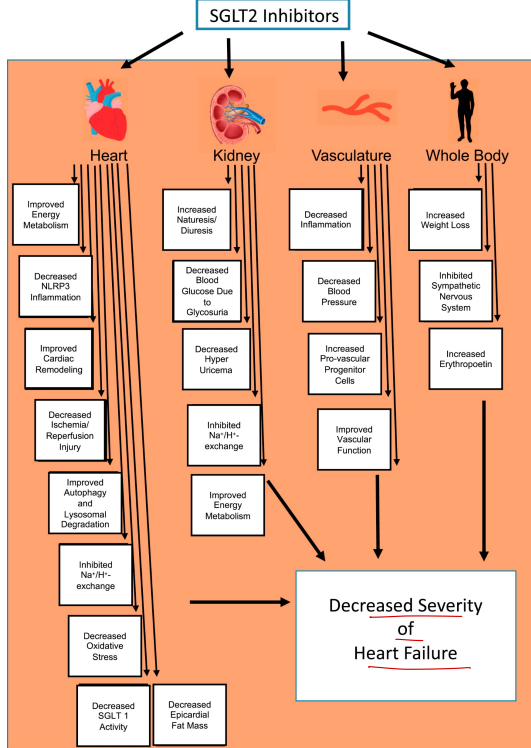 SGLT2 Inhibitors
Heart
Kidney
Vasculature
Whole Body
Improved
Energy
Metabolism
Decreased
NLRP3
Inflammation
Improved
Cardiac
Remodeling
Decreased
Ischemia/
Reperfusion
Injury
Improved
Autophagy
and
Lysosomal
Degradation
Inhibited
Na⁺/H⁺-
exchange
Decreased
Oxidative
Stress
Decreased
SGLT 1
Activity
Decreased
Epicardial
Fat Mass
Increased
Naturesis/
Diuresis
Decreased
Blood
Glucose Due
to
Glycosuria
Decreased
Hyper
Uricema
Inhibited
Na⁺/H⁺-
exchange
Improved
Energy
Metabolism
Decreased
Inflammation
Decreased
Blood
Pressure
Increased
Pro-vascular
Progenitor
Cells
Improved
Vascular
Function
Increased
Weight Loss
Inhibited
Sympathetic
Nervous
System
Increased
Erythropoetin
Decreased Severity
of
Heart Failure